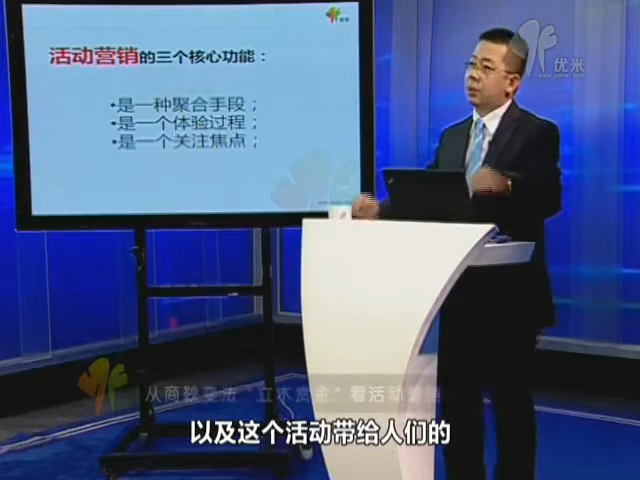 活动营销的三个核心功能：
•是一种聚合手段；
•是一个体验过程；
•是一个关注焦点；
优米
从商鞅变法“立木赏金”看活动营销
以及这个活动带给人们的